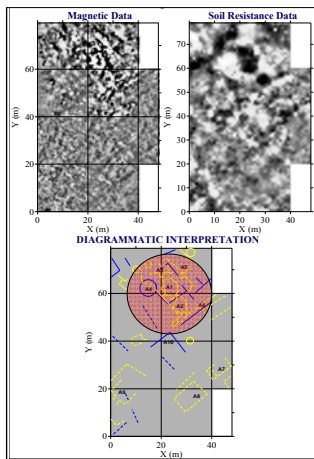 Magnetic Data
Soil Resistance Data
Y (m)
60
40
20
0
0
20
40
X (m)
Y (m)
70
60
50
40
30
20
10
0
0
10
20
30
40
X (m)
DIAGRAMMATIC INTERPRETATION
Y (m)
60
40
20
0
A1
A2
A3
A4
A10
A7
A8
A9
0
20
40
X (m)